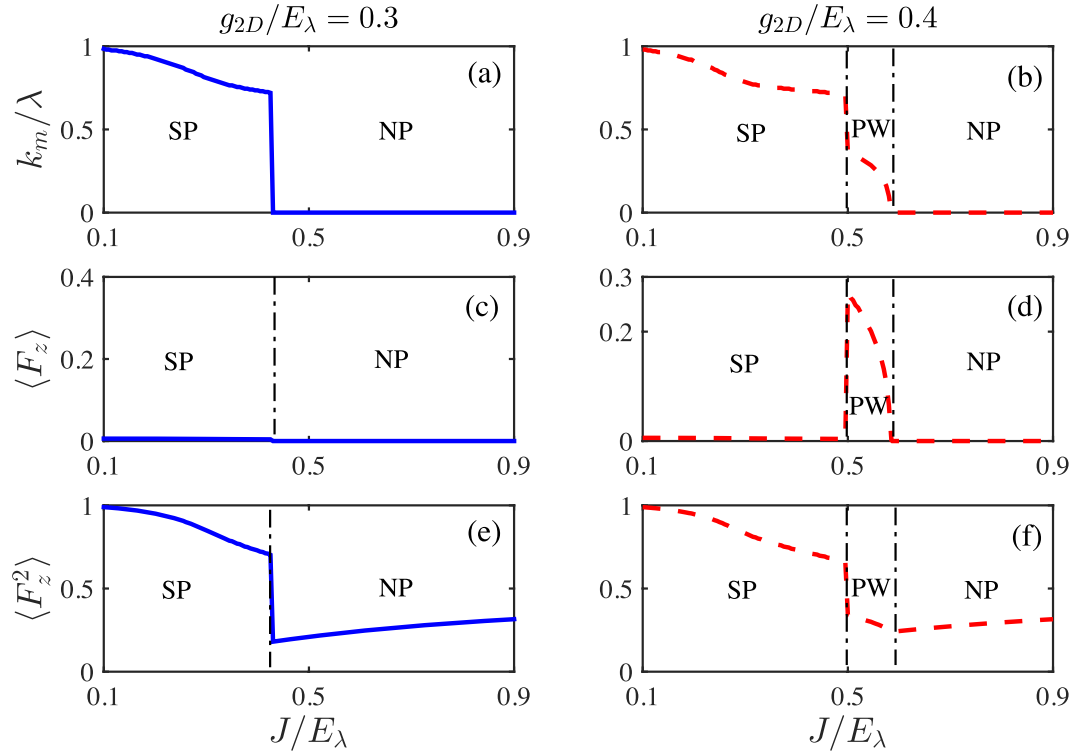 g_{2D}/E_λ = 0.3
g_{2D}/E_λ = 0.4
k_m/λ
1
0.5
0
(a)
SP
NP
0.1
0.5
0.9
1
0.5
0
(b)
SP
PW
NP
0.1
0.5
0.9
⟨F_z⟩
0.4
0.2
0
(c)
SP
NP
0.1
0.5
0.9
0.3
0.2
0
(d)
SP
PW
NP
0.1
0.5
0.9
⟨F_z^2⟩
1
0.5
0
(e)
SP
NP
0.1
0.5
0.9
J/E_λ
1
0.5
0
(f)
SP
PW
NP
0.1
0.5
0.9
J/E_λ